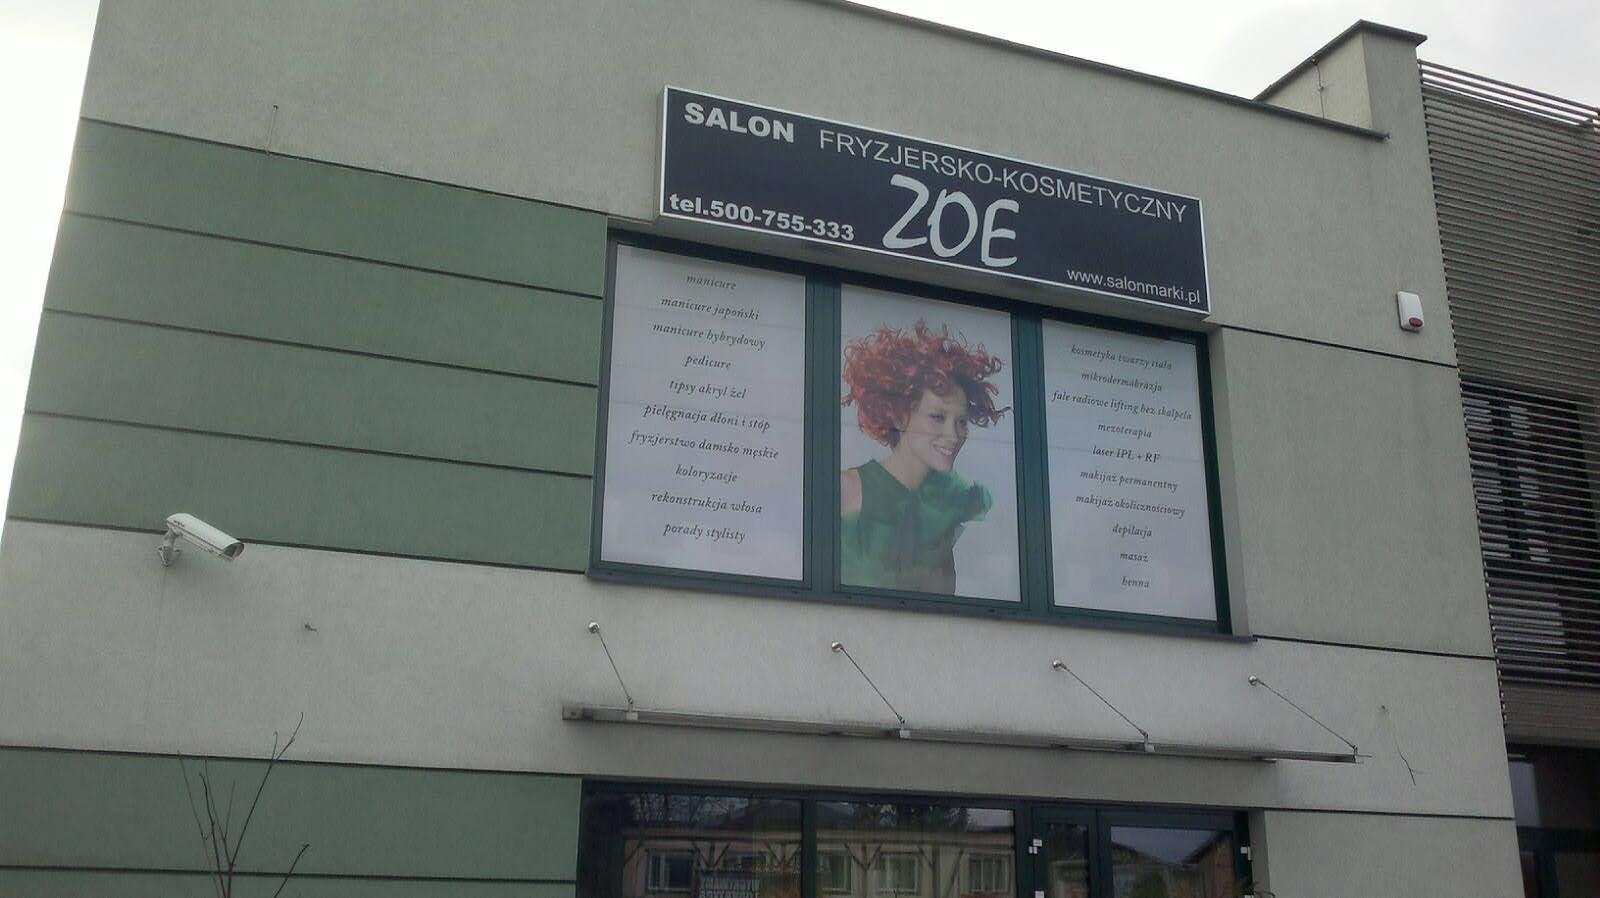 SALON FRYZJERSKO-KOSMETYCZNY
ZOE
tel.500-755-333
www.salonmarki.pl
manicure
manicure japoński
manicure hybrydowy
pedicure
tipsy akryl żel
pielęgnacja dłoni i stóp
fryzjerstwo damsko męskie
koloryzacje
rekonstrukcja włosa
porady stylisty
kosmetyka twarzy ciała
mikrodermabrazja
fale radiowe lifting bez skalpela
mezoterapia
laser IPL + RF
makijaż permanentny
makijaż okolicznościowy
depilacja
masaż
henna